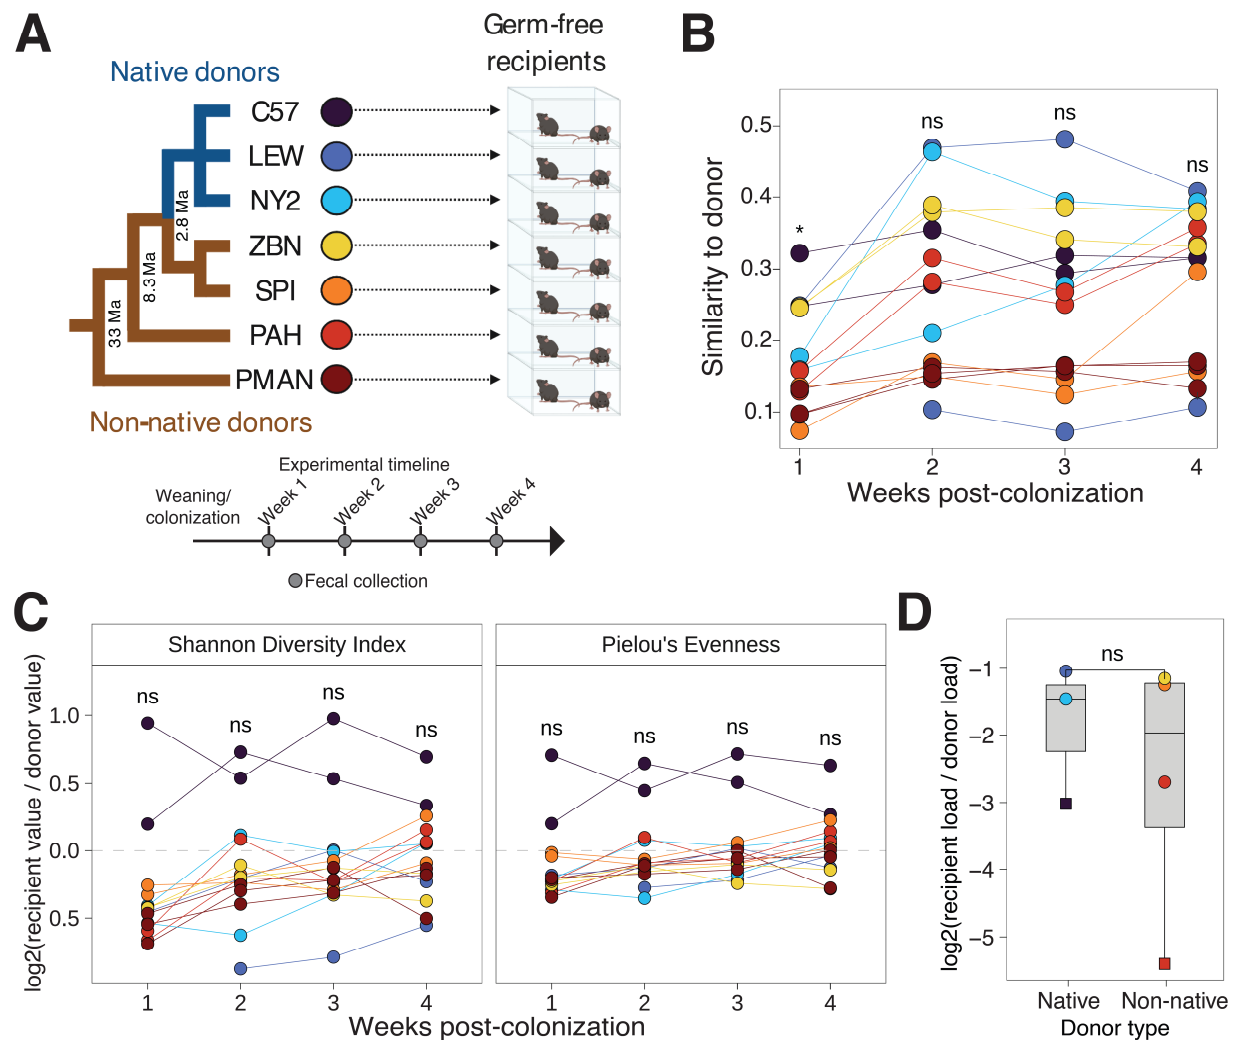 A
Native donors
Germ-free
recipients
C57
LEW
NY2
ZBN
SPI
PAH
PMAN
2.8 Ma
8.3Ma
33 Ma
Non-native donors
Experimental timeline
Weaning/
colonization
Week 1
Week 2
Week 3
Week 4
Fecal collection
B
Similarity to donor
0.5
0.4
0.3
0.2
0.1
*
ns
ns
ns
1
2
3
4
Weeks post-colonization
C
log2(recipient value / donor value)
Shannon Diversity Index
Pielou's Evenness
1.0
0.5
0.0
0.5
ns
ns
ns
ns
ns
ns
ns
ns
1
2
3
4
1
2
3
4
Weeks post-colonization
D
log2(recipient load / donor load)
−1
−2
−3
−4
−5
ns
Native
Non-native
Donor type